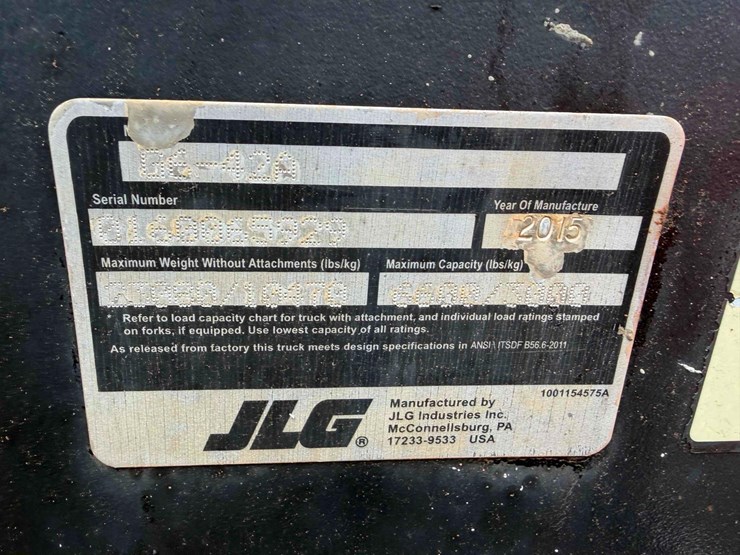 G6-42A
Serial Number
Year Of Manufacture
2015
Maximum Weight Without Attachments (lbs/kg)
Maximum Capacity (lbs/kg)
Refer to load capacity chart for truck with attachment, and individual load ratings stamped
on forks, if equipped. Use lowest capacity of all ratings.
As released from factory this truck meets design specifications in ANSI\ITSDF B56.6-2011
1001154575A
JLG®
Manufactured by
JLG Industries Inc.
McConnellsburg, PA
17233-9533 USA